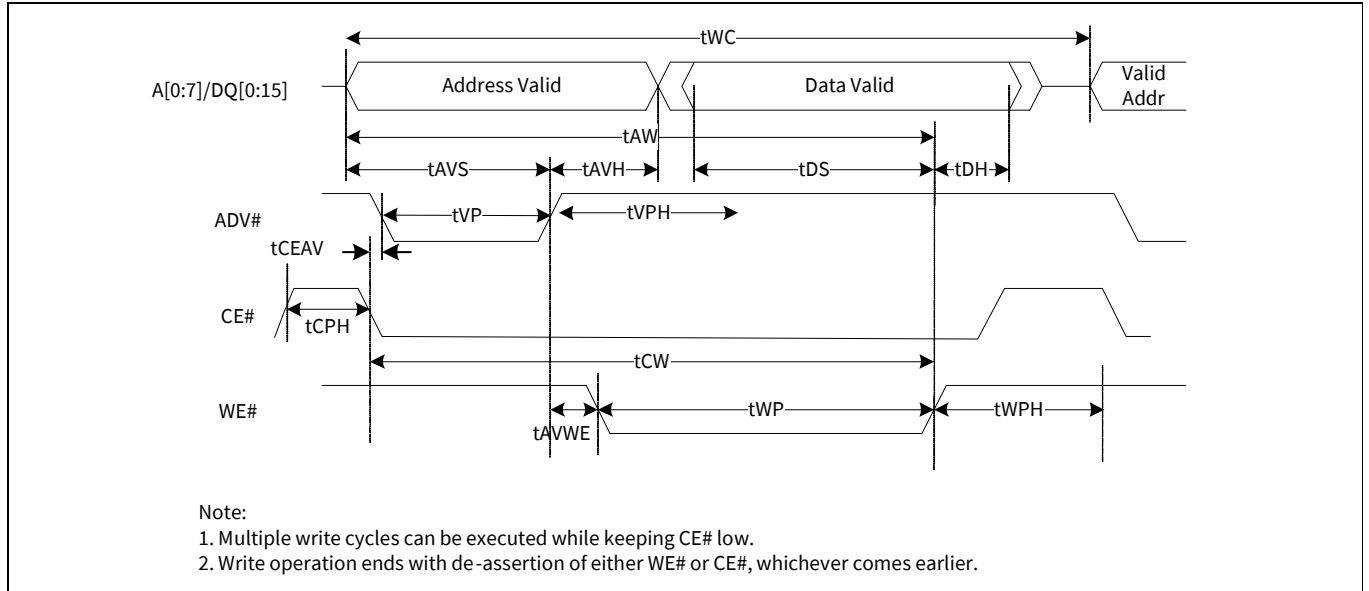 tWC
A[0:7]/DQ[0:15]
Address Valid
Data Valid
Valid
Addr
tAW
tAVS
tAVH
tDS
tDH
ADV#
tVP
tVPH
tCEAV
CE#
tCPH
tCW
WE#
tWP
tWPH
tAVWE
Note:
1. Multiple write cycles can be executed while keeping CE# low.
2. Write operation ends with de-assertion of either WE# or CE#, whichever comes earlier.